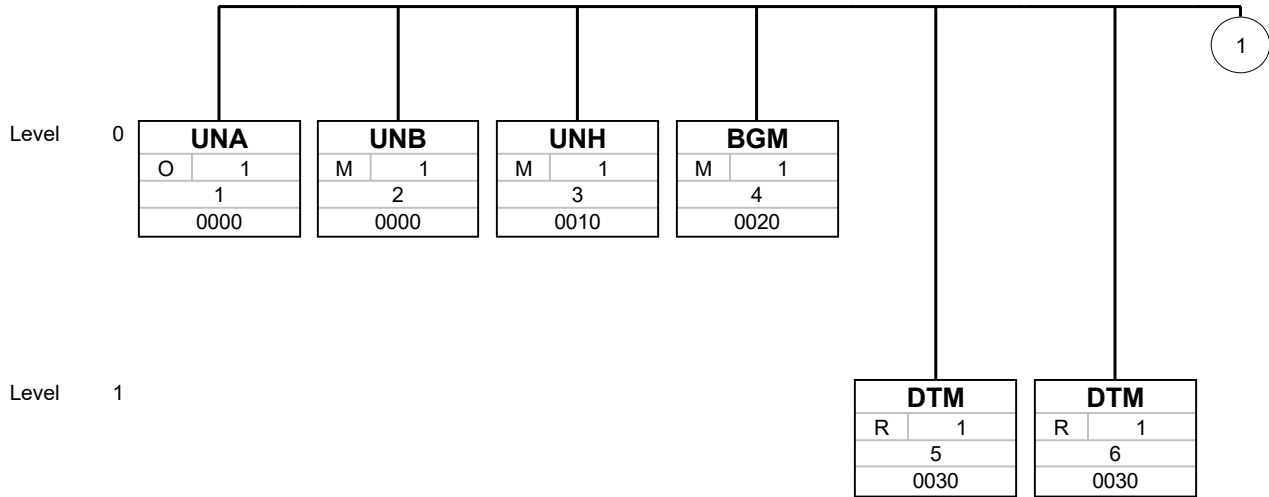 1
Level 0
UNA UNB UNH BGM
O 1 M 1 M 1 M 1
1 2 3 4
0000 0000 0010 0020
Level 1
DTM DTM
R 1 R 1
5 6
0030 0030